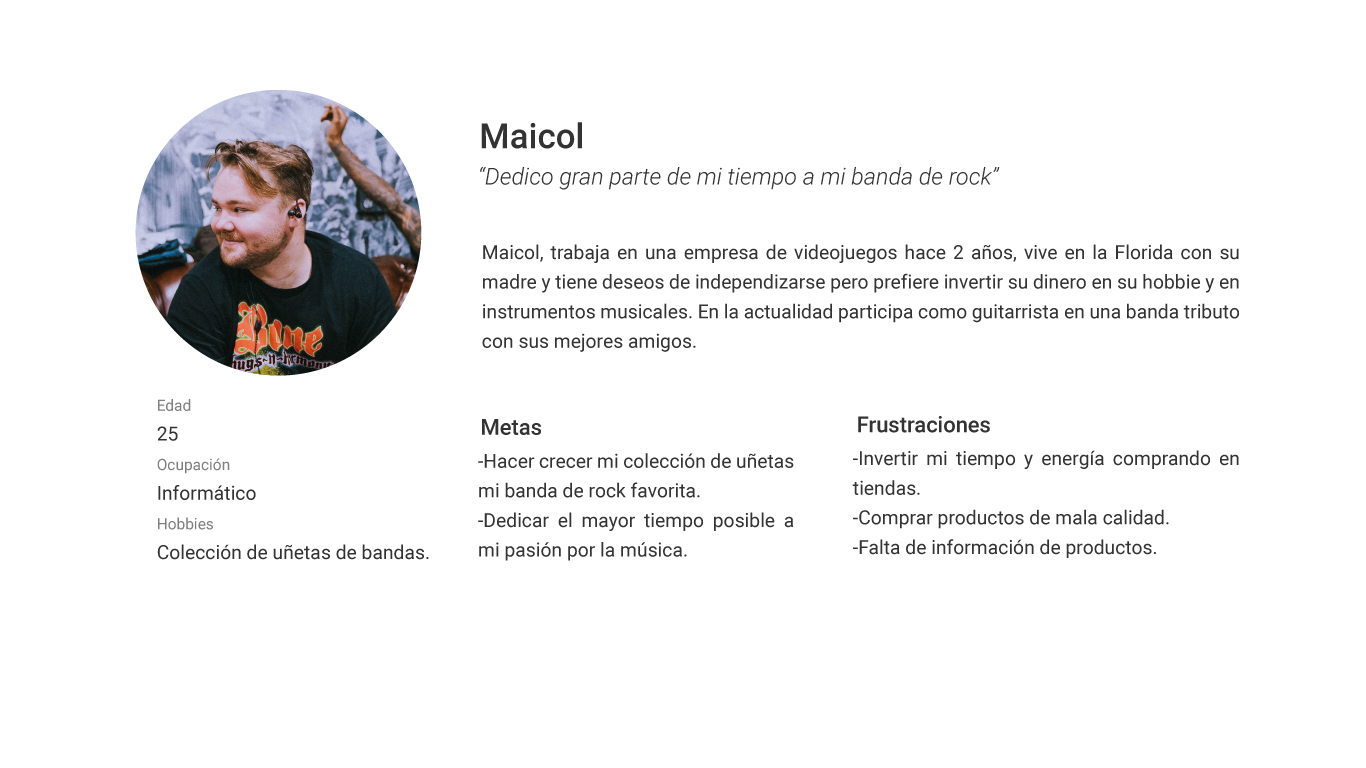 Maicol
“Dedico gran parte de mi tiempo a mi banda de rock”
Maicol, trabaja en una empresa de videojuegos hace 2 años, vive en la Florida con su
madre y tiene deseos de independizarse pero prefiere invertir su dinero en su hobbie y en
instrumentos musicales. En la actualidad participa como guitarrista en una banda tributo
con sus mejores amigos.
Bone
Edad
25
Ocupación
Informático
Hobbies
Colección de uñetas de bandas.
Metas
-Hacer crecer mi colección de uñetas
mi banda de rock favorita.
-Dedicar el mayor tiempo posible a
mi pasión por la música.
Frustraciones
-Invertir mi tiempo y energía comprando en
tiendas.
-Comprar productos de mala calidad.
-Falta de información de productos.